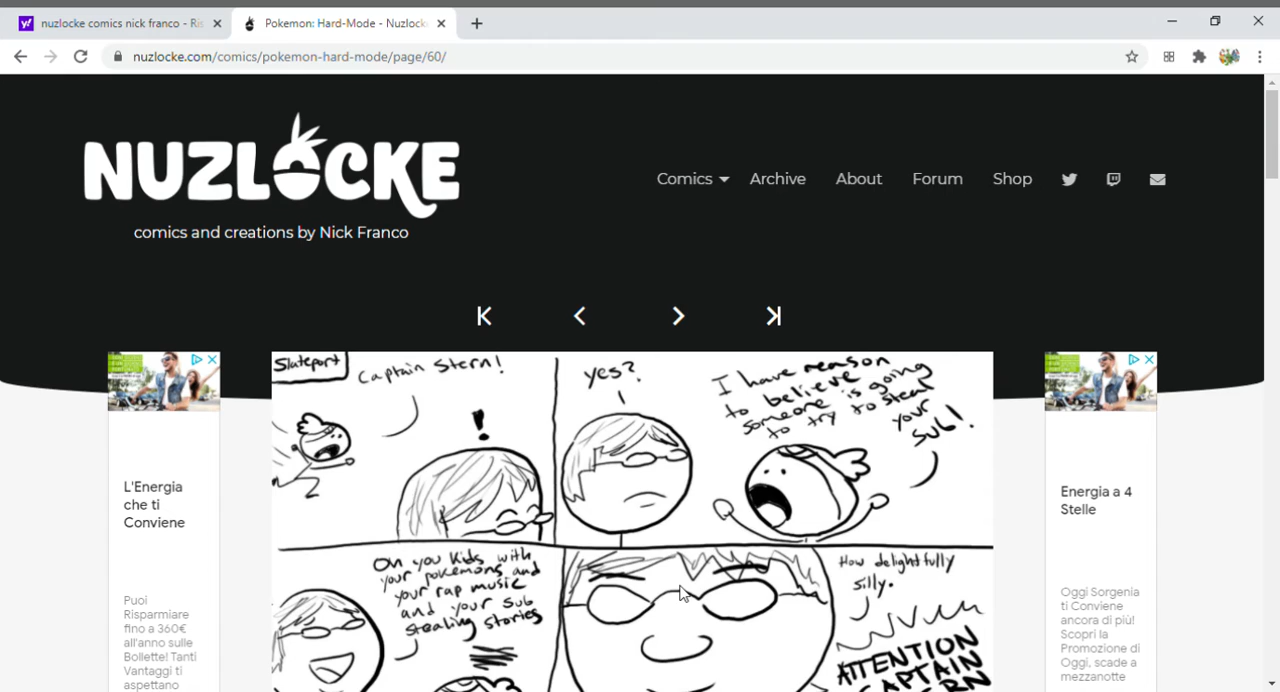 nuzlocke comics nick franco - Ris
Pokemon: Hard-Mode - Nuzlock
nuzlocke.com/comics/pokemon-hard-mode/page/60/
NUZLOCKE
comics and creations by Nick Franco
Comics Archive About Forum Shop
Slateport
Captain Stern!
!
yes?
I have reason
to believe
someone is going
to try to steal
your
sub!
L'Energia
che ti
Conviene
Puoi
Risparmiare
fino a 360€
all'anno sulle
Bollette! Tanti
Vantaggi ti
aspettano
Oh you kids with
your pokemons and
your rap music
and your sub
stealing stories
How delightfully
silly.
ATTENTION
CAPTAIN
Energia a 4
Stelle
Oggi Sorgenia
ti Conviene
ancora di più!
Scopri la
Promozione di
Oggi, scade a
mezzanotte